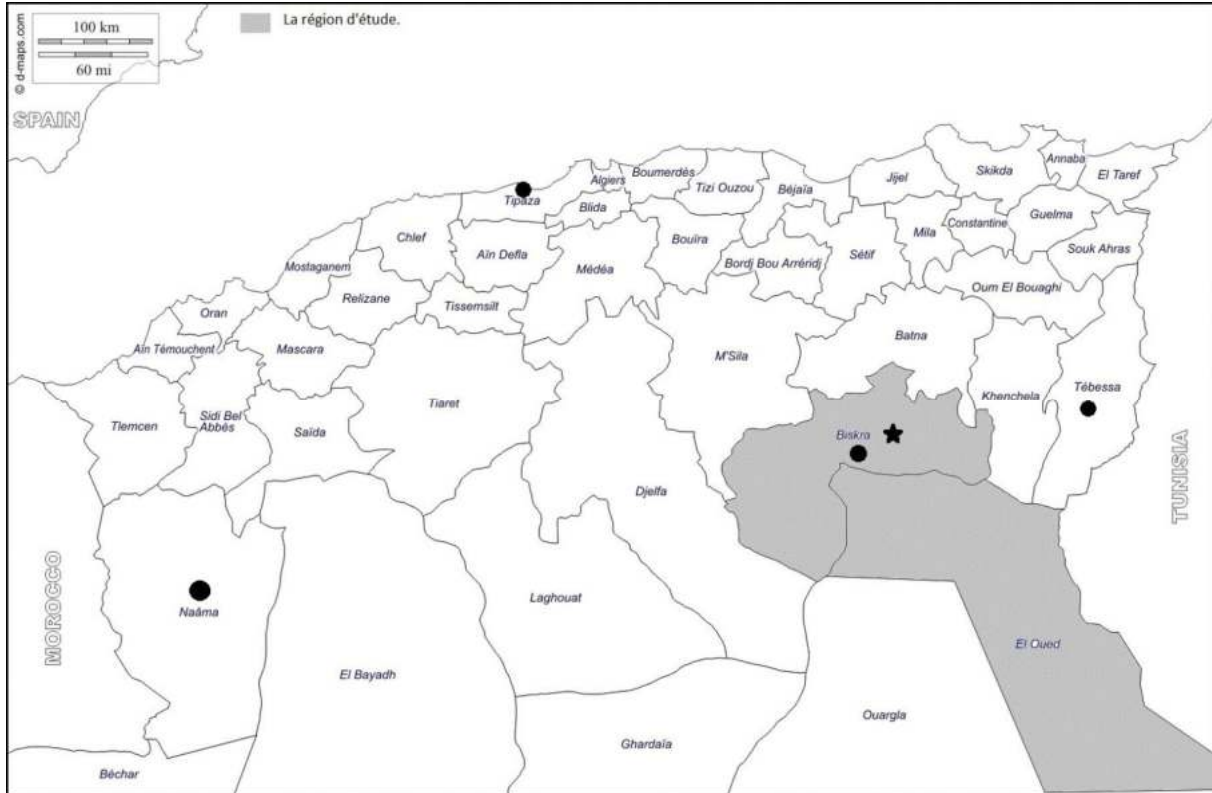 100 km
60 mi
© d-maps.com
La région d'étude.
SPAIN
Annaba
Algiers
Boumerdès
Tizi Ouzou
Béjaïa
Jijel
Skikda
El Taref
Tipaza
Blida
Guelma
Constantine
Mila
Souk Ahras
Chlef
Aïn Defla
Médéa
Bouïra
Bordj Bou Arréridj
Sétif
Mostaganem
Relizane
Tissemsilt
Oum El Bouaghi
Oran
Aïn Témouchent
Mascara
M'Sila
Batna
Tlemcen
Sidi Bel
Abbès
Saïda
Tiaret
Khenchela
Tébessa
Biskra
Djelfa
TUNISIA
MOROCCO
Naâma
Laghouat
El Oued
El Bayadh
Ouargla
Ghardaïa
Béchar